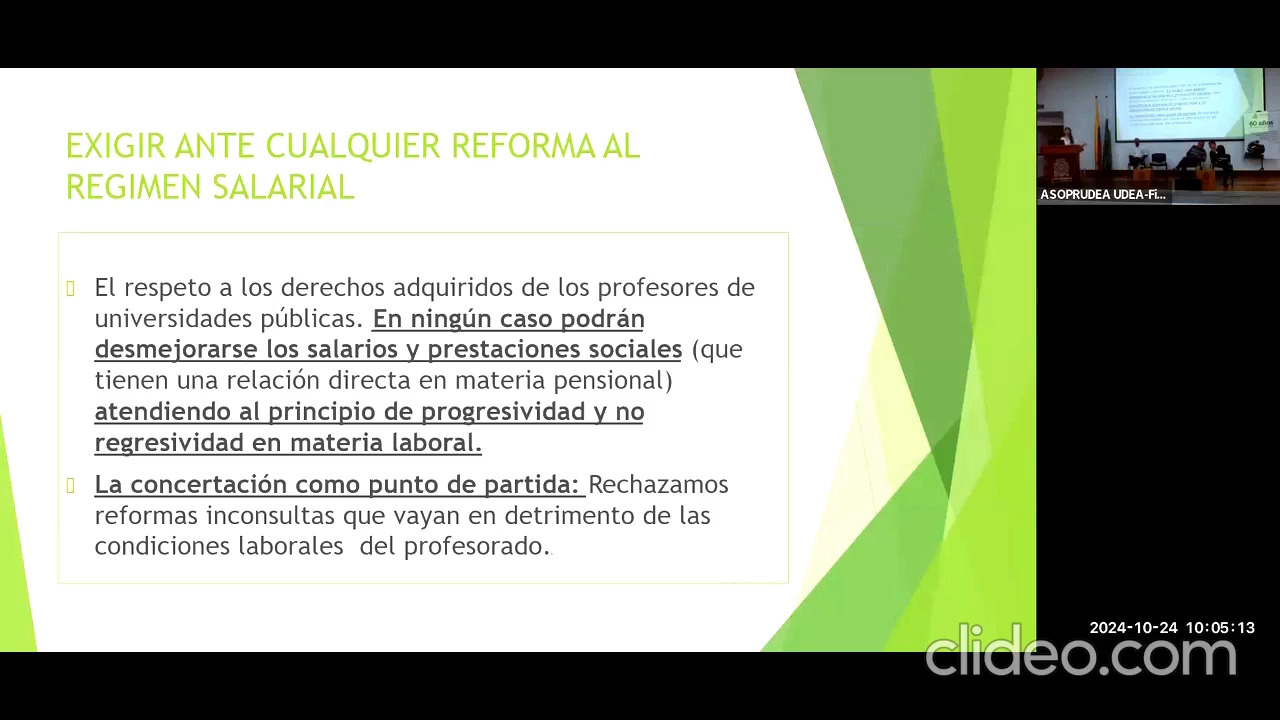 EXIGIR ANTE CUALQUIER REFORMA AL
REGIMEN SALARIAL
El respeto a los derechos adquiridos de los profesores de
universidades públicas. En ningún caso podrán
desmejorarse los salarios y prestaciones sociales (que
tienen una relación directa en materia pensional)
atendiendo al principio de progresividad y no
regresividad en materia laboral.
La concertación como punto de partida: Rechazamos
reformas inconsultas que vayan en detrimento de las
condiciones laborales del profesorado.
60 años
ASOPRUDEA UDEA-Fi...
2024-10-24 10:05:13
clideo.com